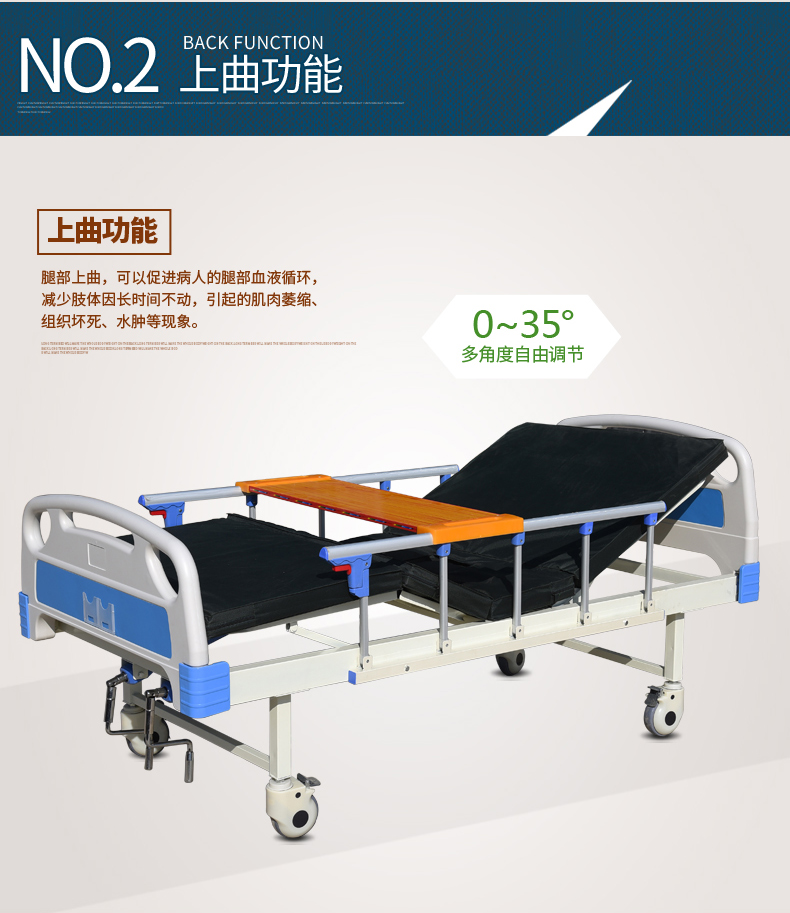 NO.2
BACK FUNCTION
上曲功能
上曲功能
腿部上曲，可以促进病人的腿部血液循环，
减少肢体因长时间不动，引起的肌肉萎缩、
组织坏死、水肿等现象。
0~35°
多角度自由调节